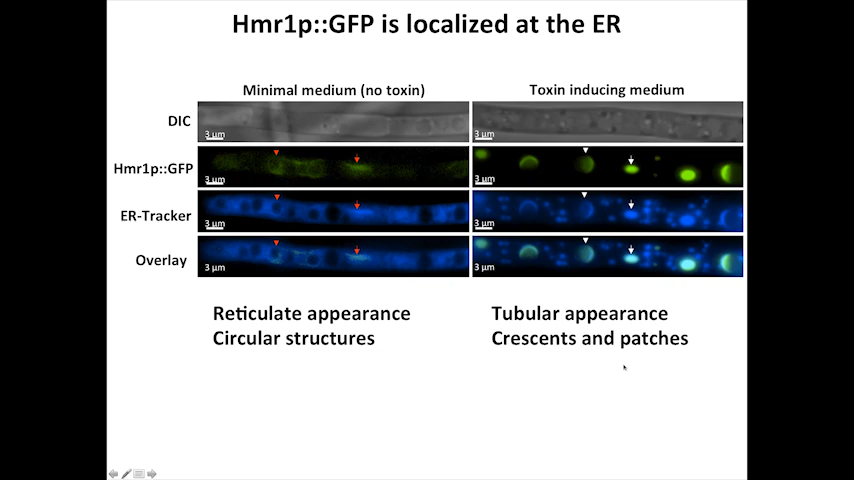 Hmr1p::GFP is localized at the ER
Minimal medium (no toxin)
Toxin inducing medium
DIC
3 µm
3 µm
Hmr1p::GFP
3 µm
3 µm
ER-Tracker
3 µm
3 µm
Overlay
3 µm
3 µm
Reticulate appearance
Circular structures
Tubular appearance
Crescents and patches